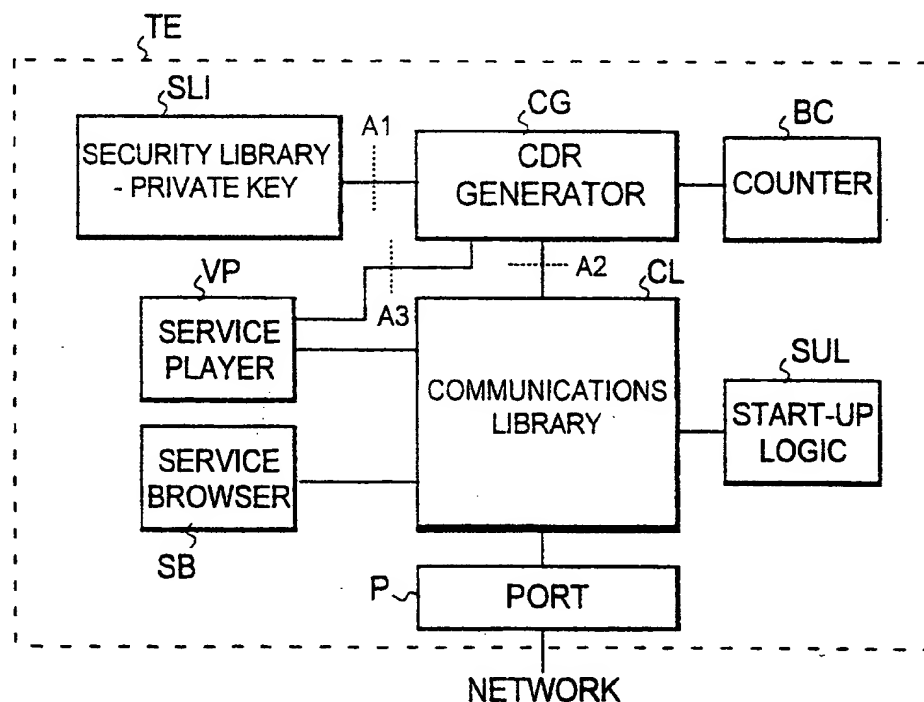 TE
SLI
CG
BC
A1
SECURITY LIBRARY
- PRIVATE KEY
CDR
GENERATOR
COUNTER
VP
A3
A2
CL
SERVICE
PLAYER
COMMUNICATIONS
LIBRARY
SUL
START-UP
LOGIC
SERVICE
BROWSER
SB
P
PORT
NETWORK